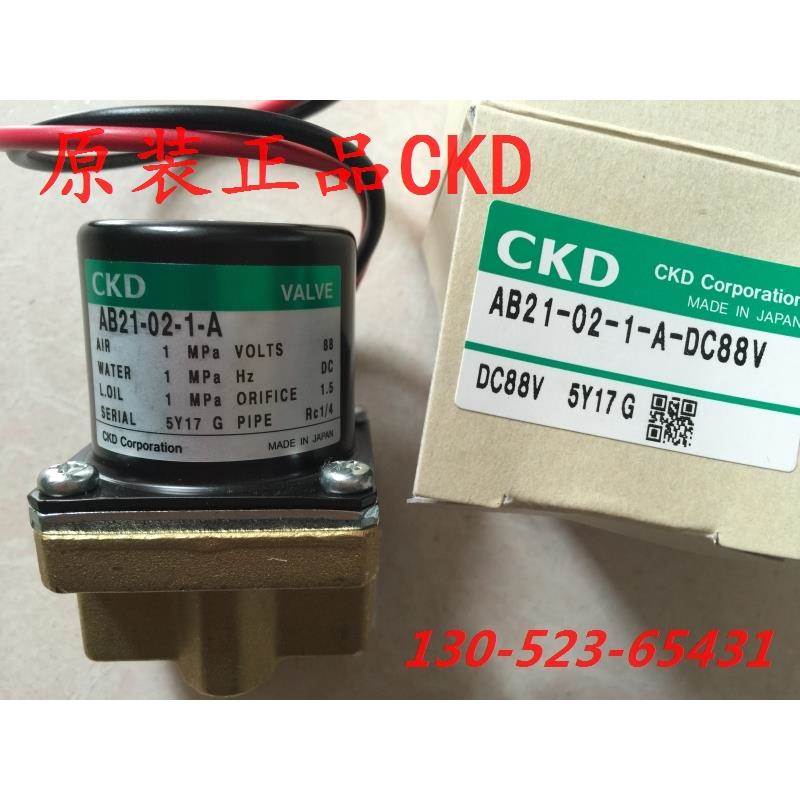 原装正品CKD
CKD VALVE
AB21-02-1-A
AIR 1 MPa VOLTS 88
WATER 1 MPa Hz DC
L.OIL 1 MPa ORIFICE 1.5
SERIAL 5Y17 G PIPE Rc1/4
CKD Corporation MADE IN JAPAN
CKD CKD Corporation
MADE IN JAPAN
AB21-02-1-A-DC88V
DC88V 5Y17 G
130-523-65431